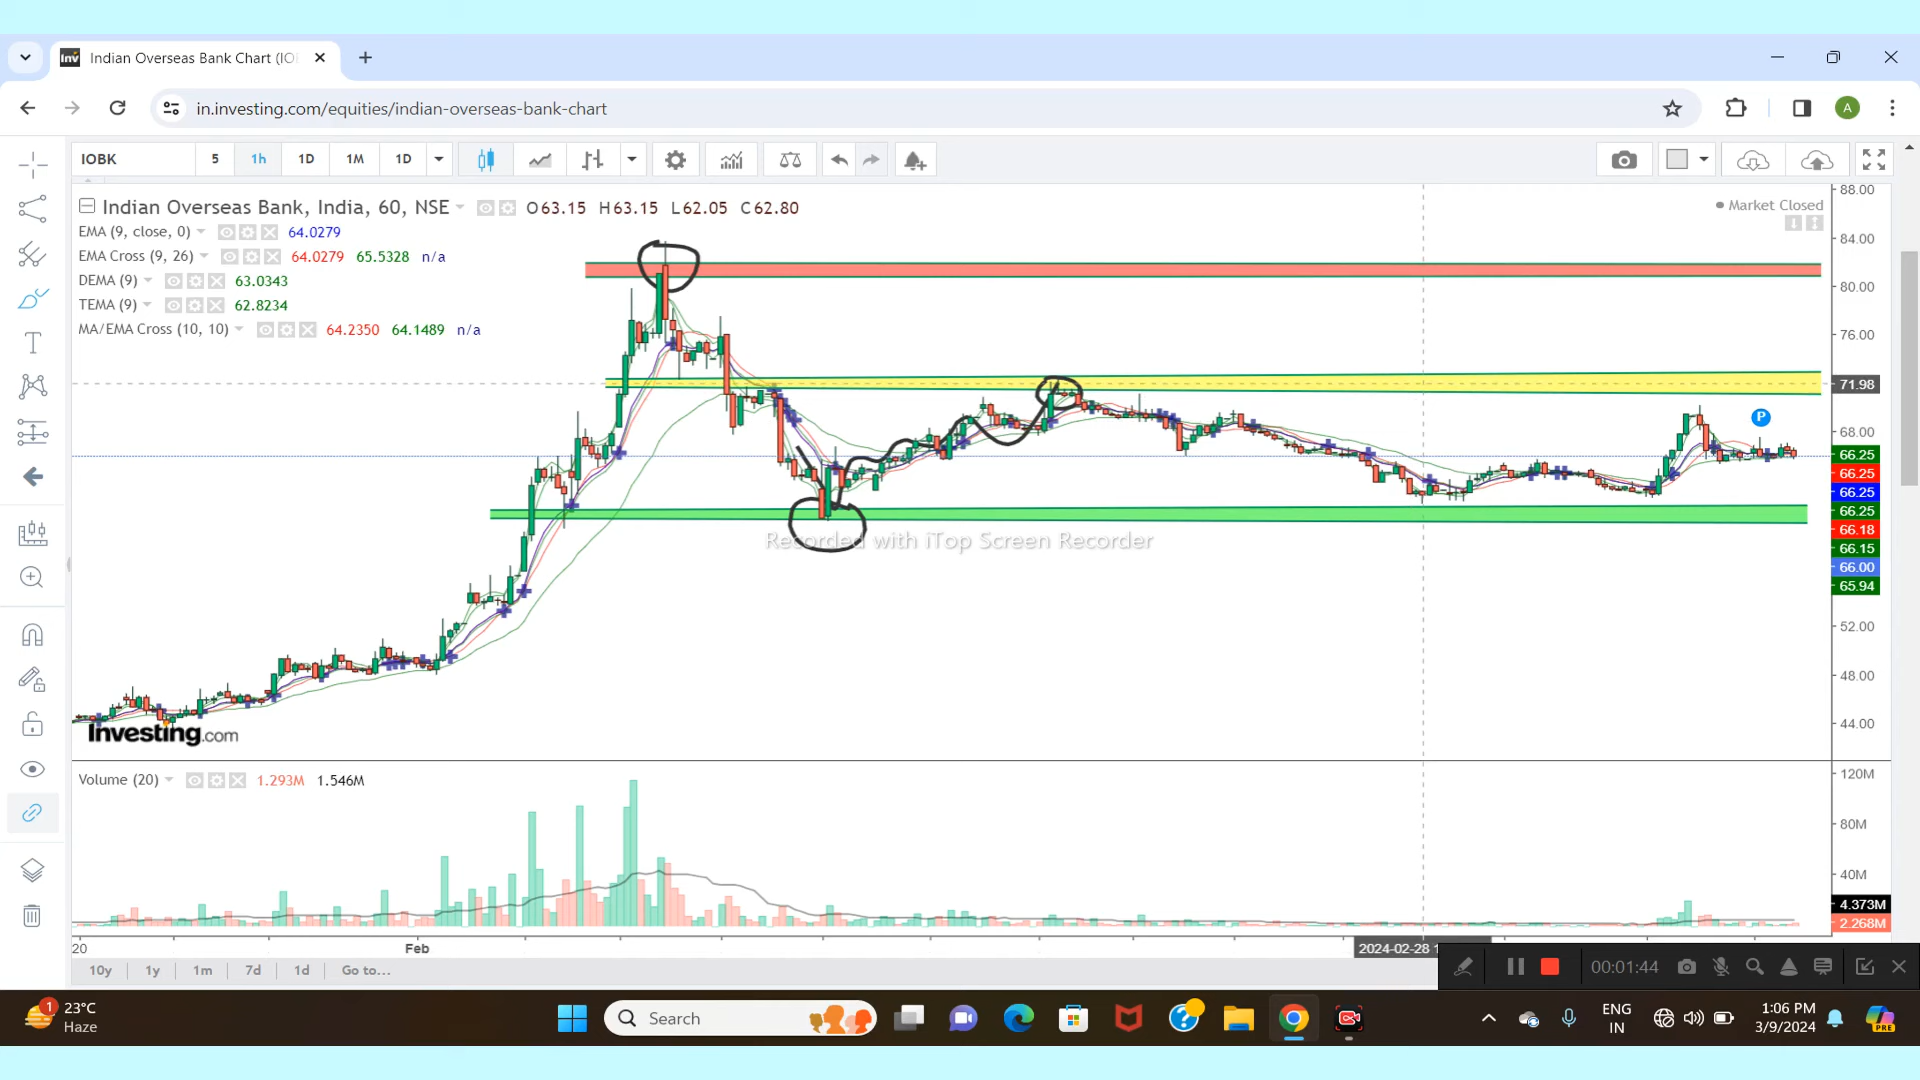 Indian Overseas Bank Chart (IO
in.investing.com/equities/indian-overseas-bank-chart
A
IOBK 5 1h 1D 1M 1D
Indian Overseas Bank, India, 60, NSE O63.15 H63.15 L62.05 C62.80
Market Closed
EMA (9, close, 0) 64.0279
EMA Cross (9, 26) 64.0279 65.5328 n/a
DEMA (9) 63.0343
TEMA (9) 62.8234
MA/EMA Cross (10, 10) 64.2350 64.1489 n/a
88.00
84.00
80.00
76.00
71.98
P
68.00
66.25
66.25
66.25
66.25
66.18
66.15
66.00
65.94
52.00
48.00
44.00
Recorded with iTop Screen Recorder
Investing.com
Volume (20) 1.293M 1.546M
120M
80M
40M
4.373M
2.268M
20 Feb 2024-02-28 1
10y 1y 1m 7d 1d Go to...
00:01:44
1 23°C
Haze
Search
PRE
ENG
IN
1:06 PM
3/9/2024